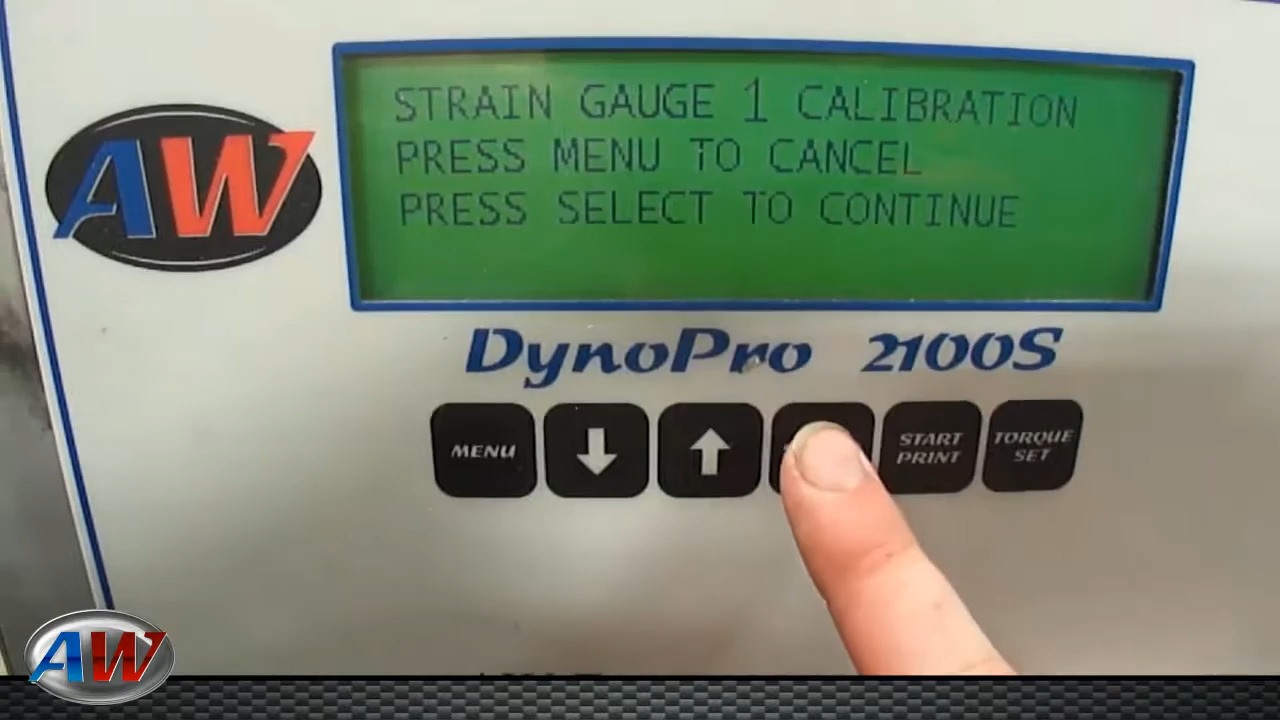 STRAIN GAUGE 1 CALIBRATION
PRESS MENU TO CANCEL
PRESS SELECT TO CONTINUE
AW
DynoPro 2100S
MENU
START
PRINT
TORQUE
SET
AW